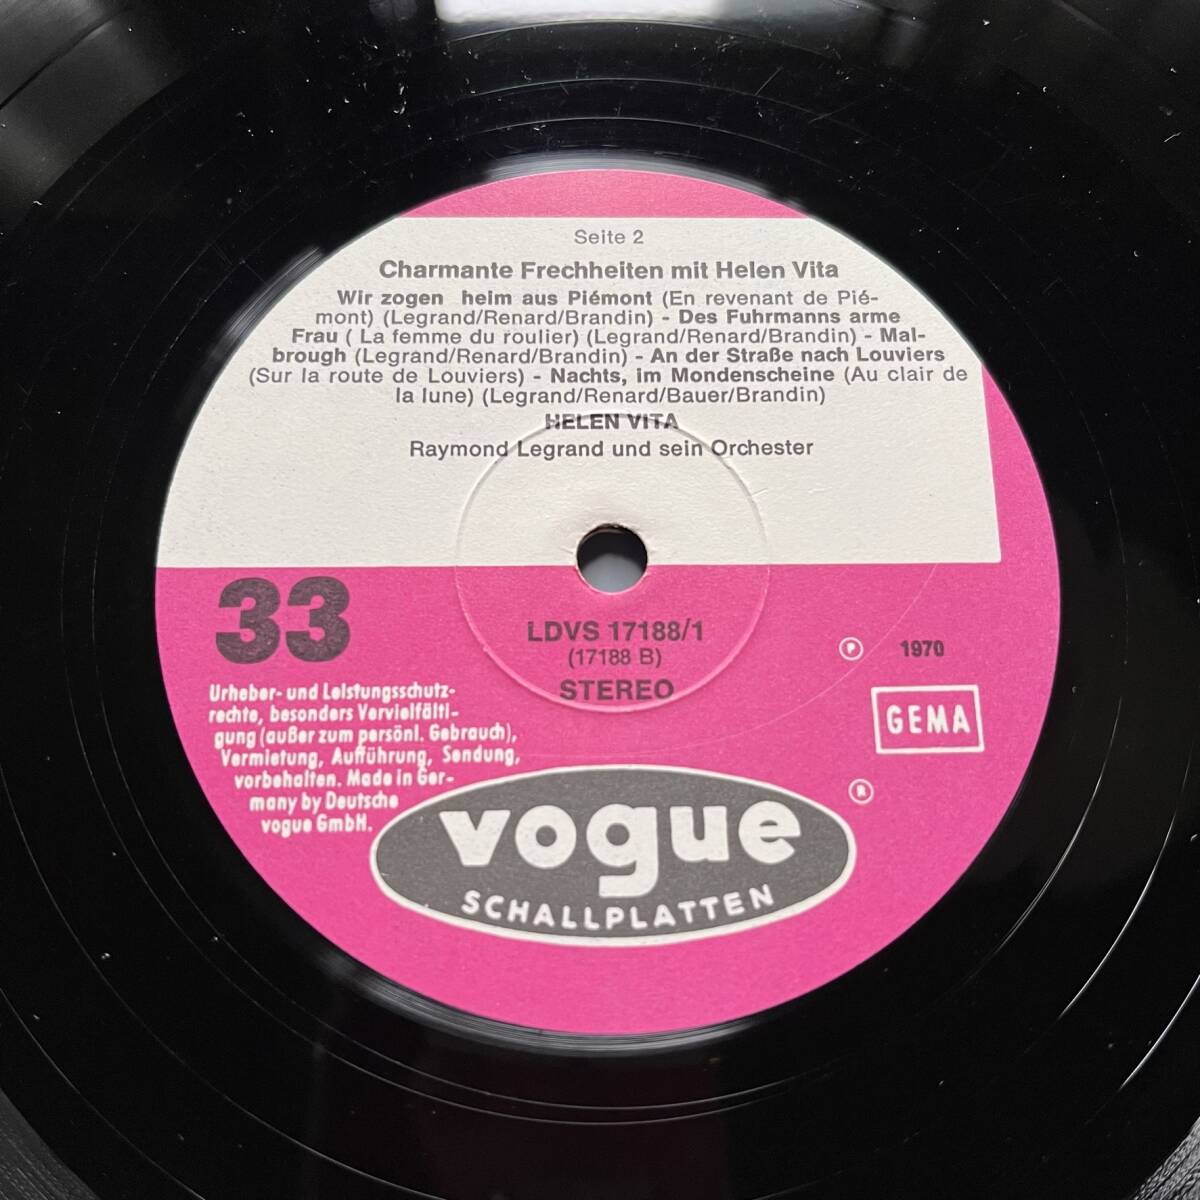 Seite 2
Charmante Frechheiten mit Helen Vita
Wir zogen heim aus Piémont (En revenant de Pié-
mont) (Legrand/Renard/Brandin) - Des Fuhrmanns arme
Frau ( La femme du roulier) (Legrand/Renard/Brandin) - Mal-
brough (Legrand/Renard/Brandin) - An der Straße nach Louviers
(Sur la route de Louviers) - Nachts, im Mondenscheine (Au clair de
la lune) (Legrand/Renard/Bauer/Brandin)
HELEN VITA
Raymond Legrand und sein Orchester
33
LDVS 17188/1
(17188 B)
STEREO
Ⓟ 1970
GEMA
Urheber- und Leistungsschutz-
rechte, besonders Vervielfälti-
gung (außer zum persönl. Gebrauch),
Vermietung, Aufführung, Sendung,
vorbehalten. Made in Ger-
many by Deutsche
vogue GmbH.
®
vogue
SCHALLPLATTEN